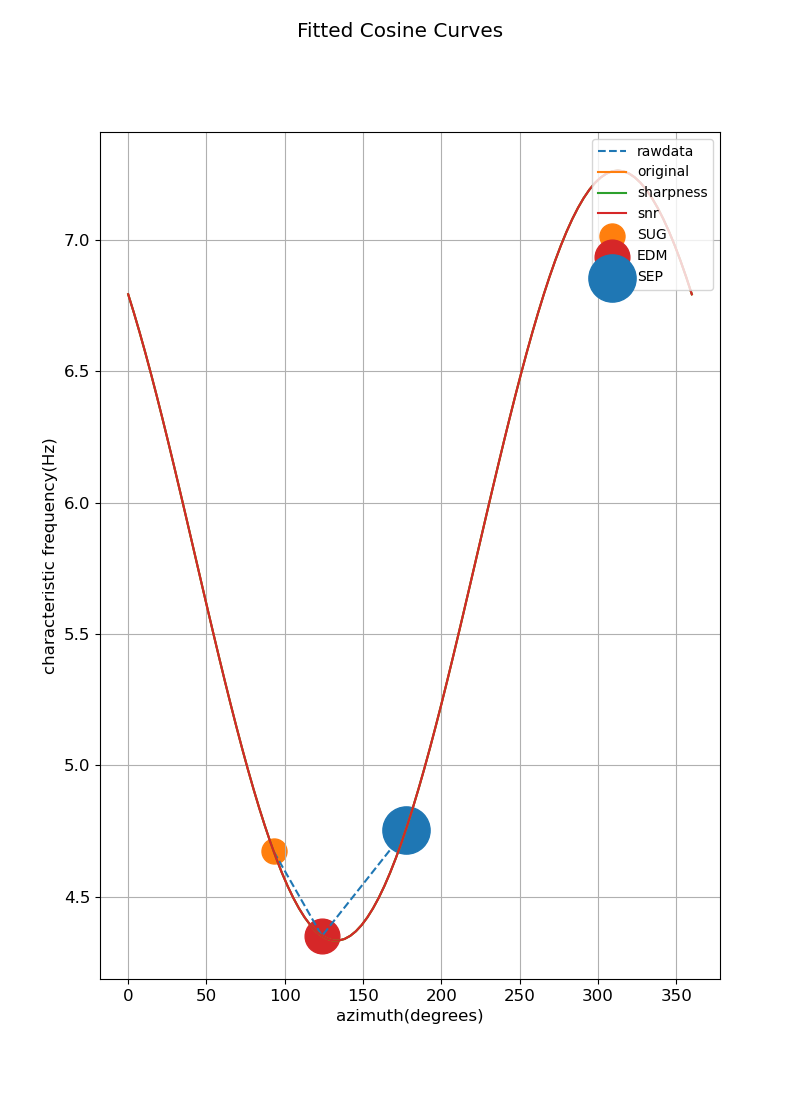 Fitted Cosine Curves
rawdata
original
sharpness
snr
SUG
EDM
SEP
7.0
6.5
6.0
5.5
5.0
4.5
characteristic frequency(Hz)
0 50 100 150 200 250 300 350
azimuth(degrees)